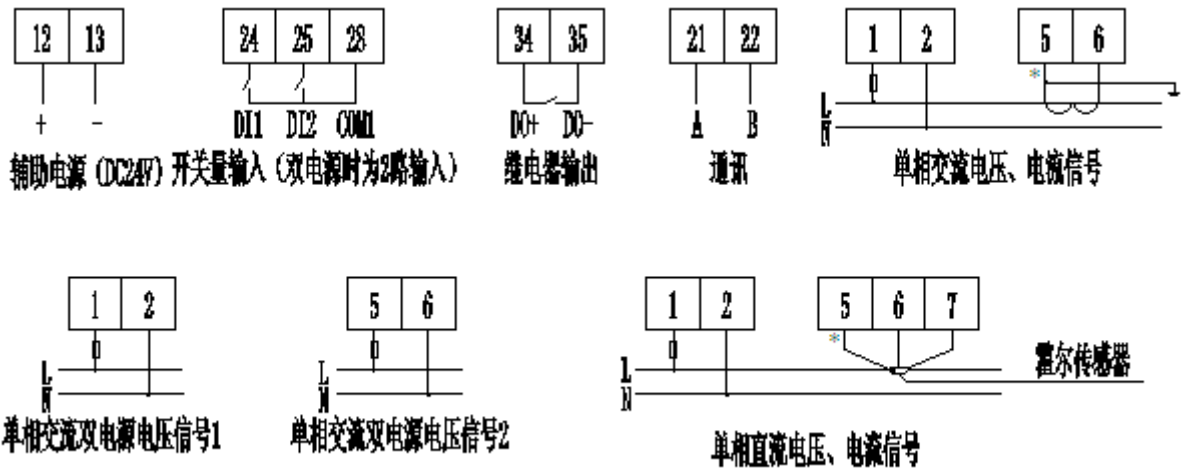 12 13
24 25 28
34 35
21 22
1 2
5 6
*
L
N
+ -
DI1 DI2 COM1
DO+ DO-
A B
辅助电源（DC24V）
开关量输入（双电源时为2路输入）
继电器输出
通讯
单相交流电压、电流信号
1 2
5 6
1 2
5 6 7
*
L
N
L
N
L
N
霍尔传感器
单相交流双电源电压信号1
单相交流双电源电压信号2
单相直流电压、电流信号